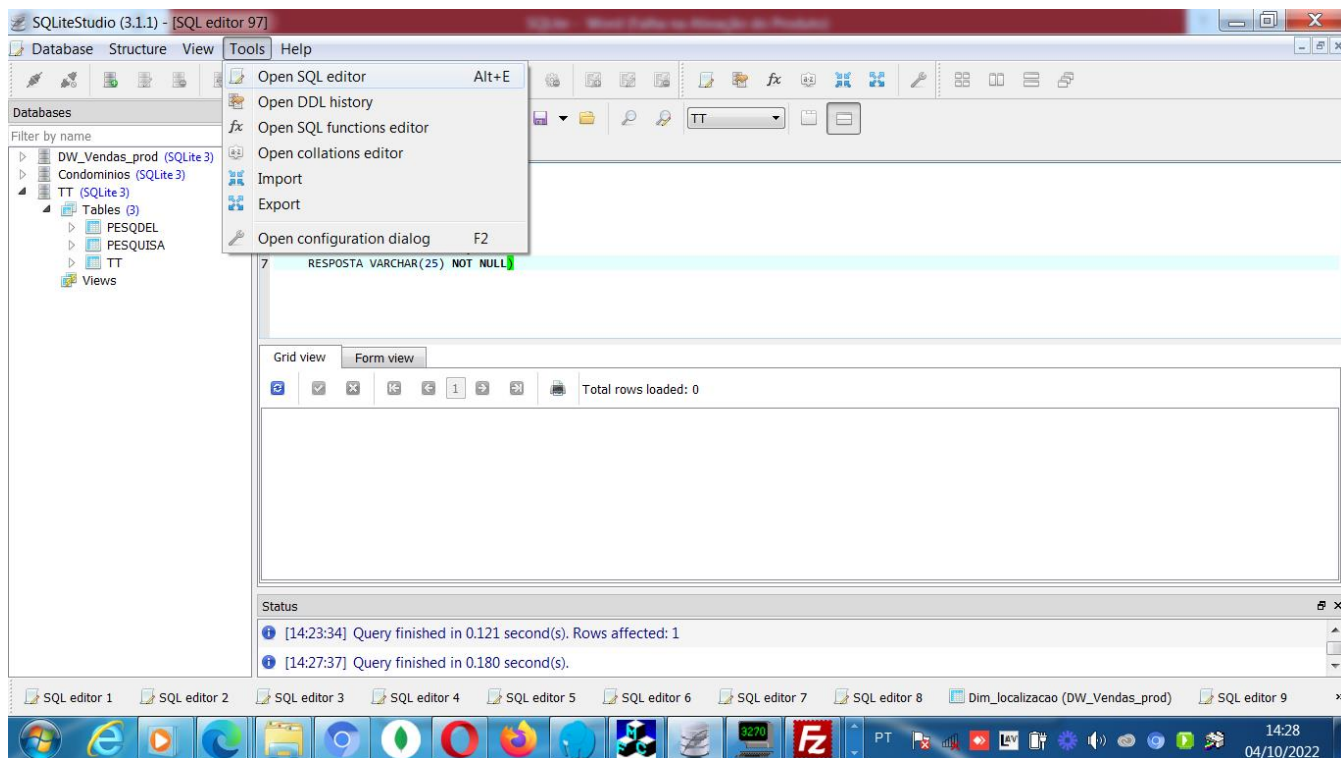 SQLiteStudio (3.1.1) - [SQL editor 97]
Database Structure View Tools Help
Open SQL editor Alt+E
Open DDL history
Open SQL functions editor
Open collations editor
Import
Export
Open configuration dialog F2
TT
Databases
Filter by name
DW_Vendas_prod (SQLite 3)
Condominios (SQLite 3)
TT (SQLite 3)
Tables (3)
PESQDEL
PESQUISA
TT
Views
7 RESPOSTA VARCHAR(25) NOT NULL)
Grid view Form view
1 Total rows loaded: 0
Status
[14:23:34] Query finished in 0.121 second(s). Rows affected: 1
[14:27:37] Query finished in 0.180 second(s).
SQL editor 1 SQL editor 2 SQL editor 3 SQL editor 4 SQL editor 5 SQL editor 6 SQL editor 7 SQL editor 8 Dim_localizacao (DW_Vendas_prod) SQL editor 9
3270 PT LAV 14:28
04/10/2022